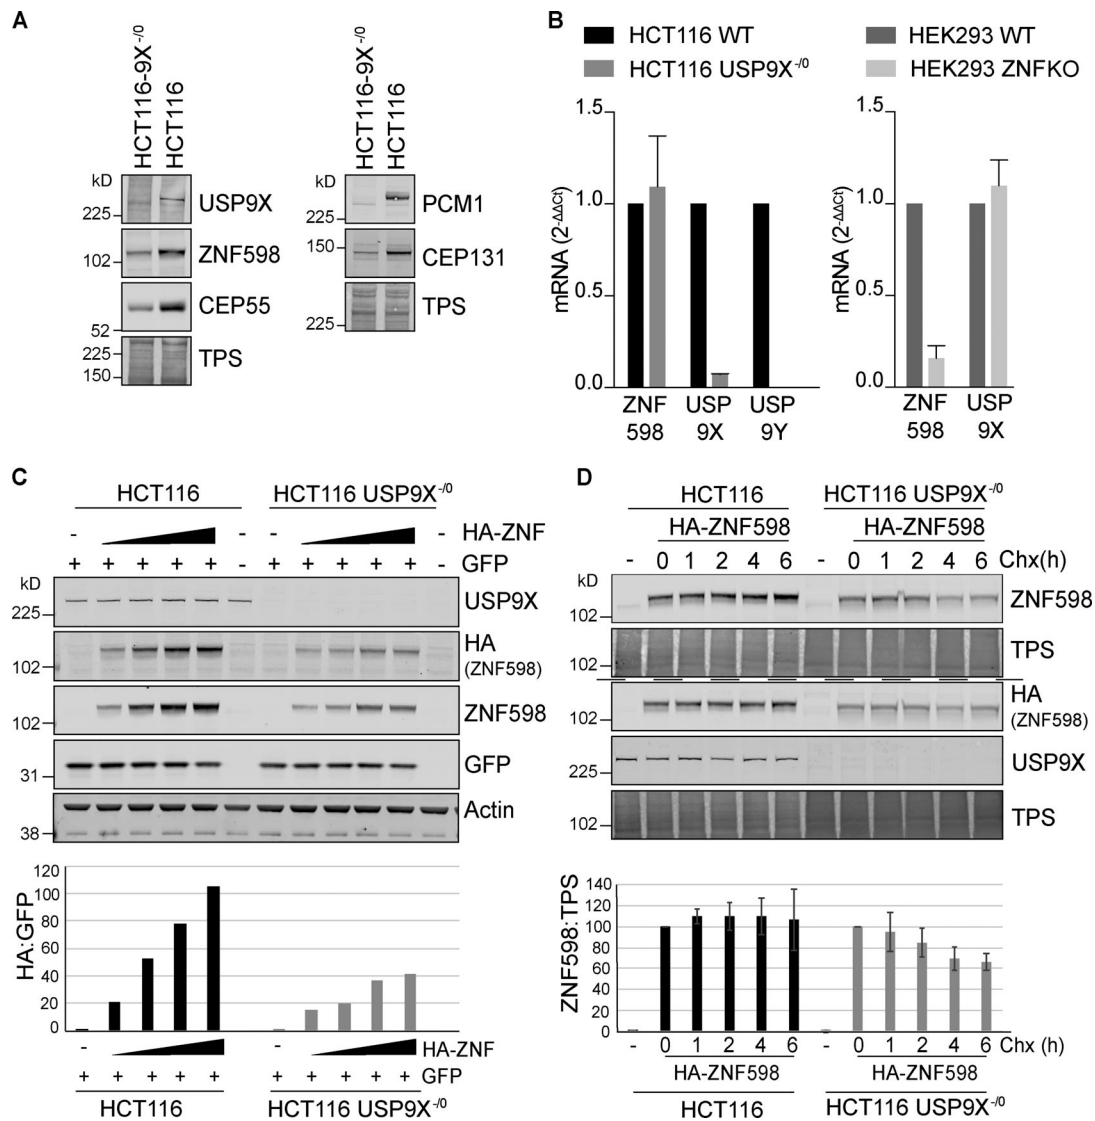 A
HCT116-9X-/0
HCT116
kD
225
USP9X
102
ZNF598
CEP55
52
225
150
TPS
HCT116-9X-/0
HCT116
kD
225
PCM1
150
CEP131
TPS
225
B
HCT116 WT
HCT116 USP9X-/0
HEK293 WT
HEK293 ZNFKO
mRNA (2-ΔΔCt)
1.5
1.0
0.5
0.0
ZNF 598
USP 9X
USP 9Y
mRNA (2-ΔΔCt)
1.5
1.0
0.5
0.0
ZNF 598
USP 9X
C
HCT116
HCT116 USP9X-/0
- - - - HA-ZNF
+ + + + + - + + + + + - GFP
kD
225
USP9X
102
HA
(ZNF598)
102
ZNF598
31
GFP
Actin
38
HA:GFP
120
100
80
60
40
20
0
- - HA-ZNF
+ + + + + + + + + + GFP
HCT116
HCT116 USP9X-/0
D
HCT116
HCT116 USP9X-/0
HA-ZNF598
HA-ZNF598
- 0 1 2 4 6 - 0 1 2 4 6 Chx(h)
kD
102
ZNF598
102
TPS
102
HA
(ZNF598)
225
USP9X
102
TPS
ZNF598:TPS
140
120
100
80
60
40
20
0
- 0 1 2 4 6 - 0 1 2 4 6 Chx (h)
HA-ZNF598
HA-ZNF598
HCT116
HCT116 USP9X-/0